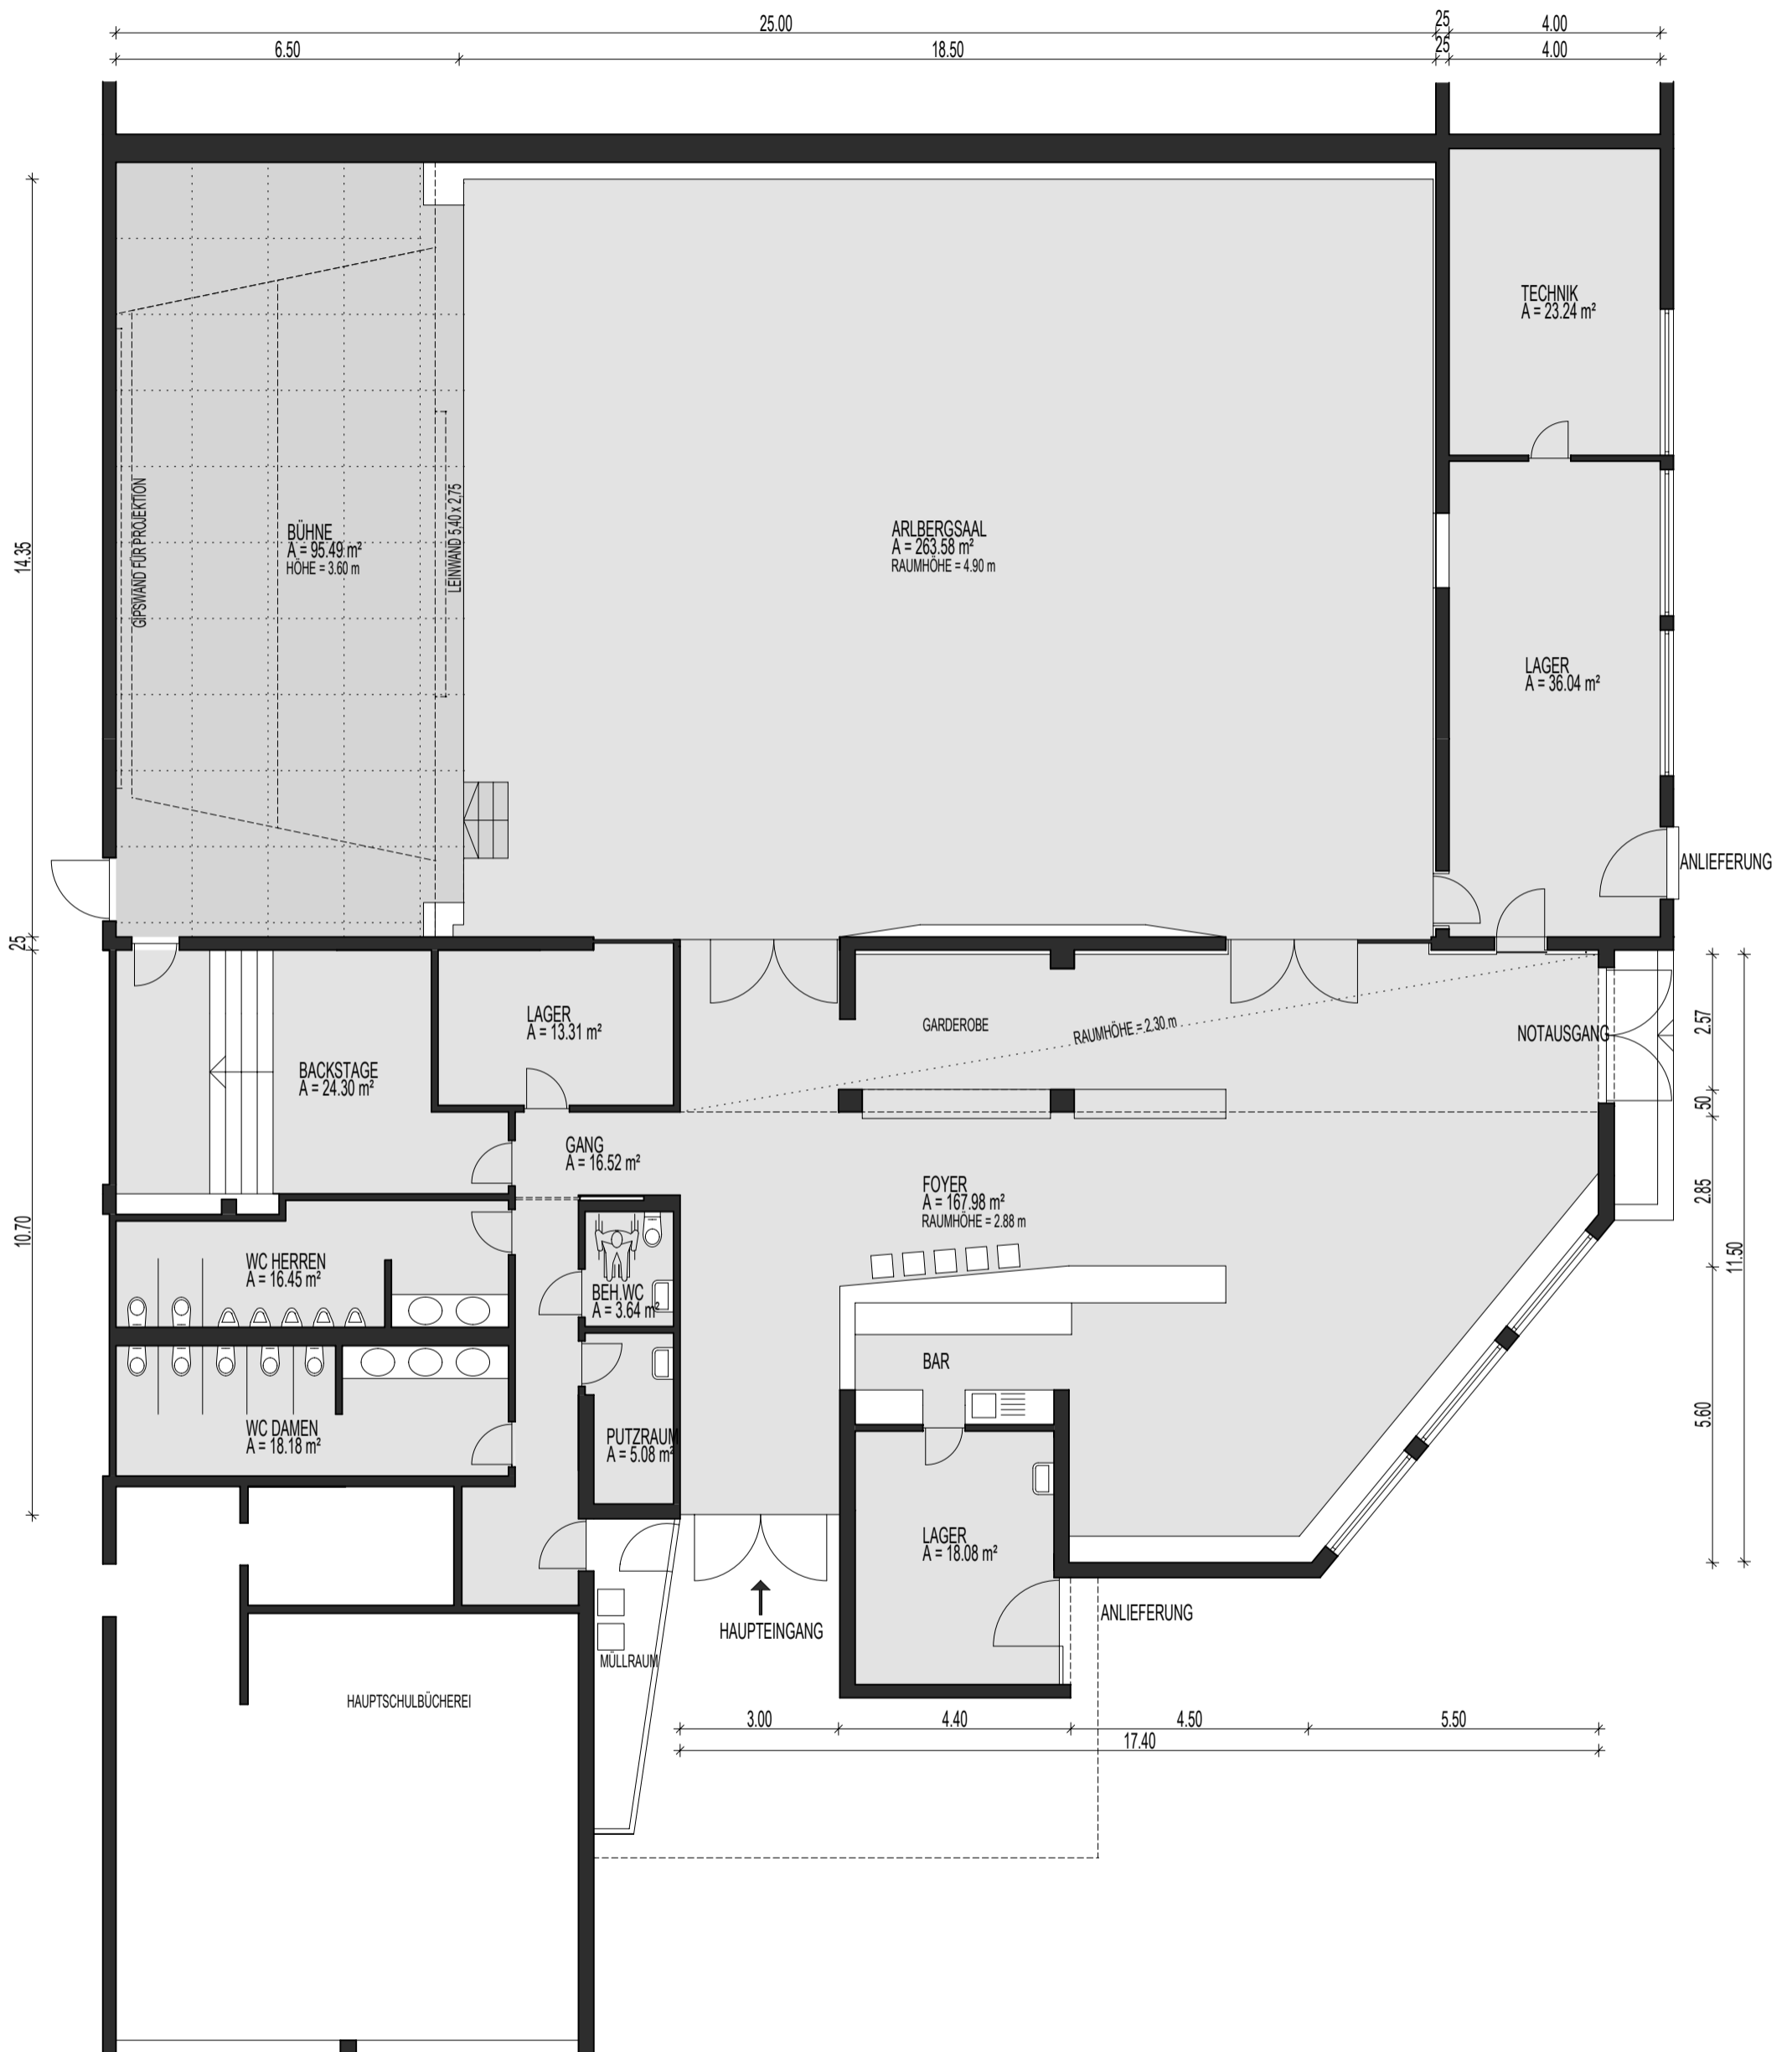 25.00
25
4.00
6.50
18.50
25
4.00
TECHNIK
A = 23.24 m²
14.35
GIPSWAND FÜR PROJEKTION
BÜHNE
A = 95.49 m²
HÖHE = 3.60 m
LEINWAND 5,40 x 2,75
ARLBERGSAAL
A = 263.58 m²
RAUMHÖHE = 4.90 m
LAGER
A = 36.04 m²
ANLIEFERUNG
25
LAGER
A = 13.31 m²
GARDEROBE
RAUMHÖHE = 2.30 m
NOTAUSGANG
2.57
BACKSTAGE
A = 24.30 m²
50
GANG
A = 16.52 m²
FOYER
A = 167.98 m²
RAUMHÖHE = 2.88 m
2.85
10.70
11.50
WC HERREN
A = 16.45 m²
BEH.WC
A = 3.64 m²
BAR
5.60
WC DAMEN
A = 18.18 m²
PUTZRAUM
A = 5.08 m²
LAGER
A = 18.08 m²
HAUPTEINGANG
ANLIEFERUNG
MÜLLRAUM
HAUPTSCHULBÜCHEREI
3.00
4.40
4.50
5.50
17.40